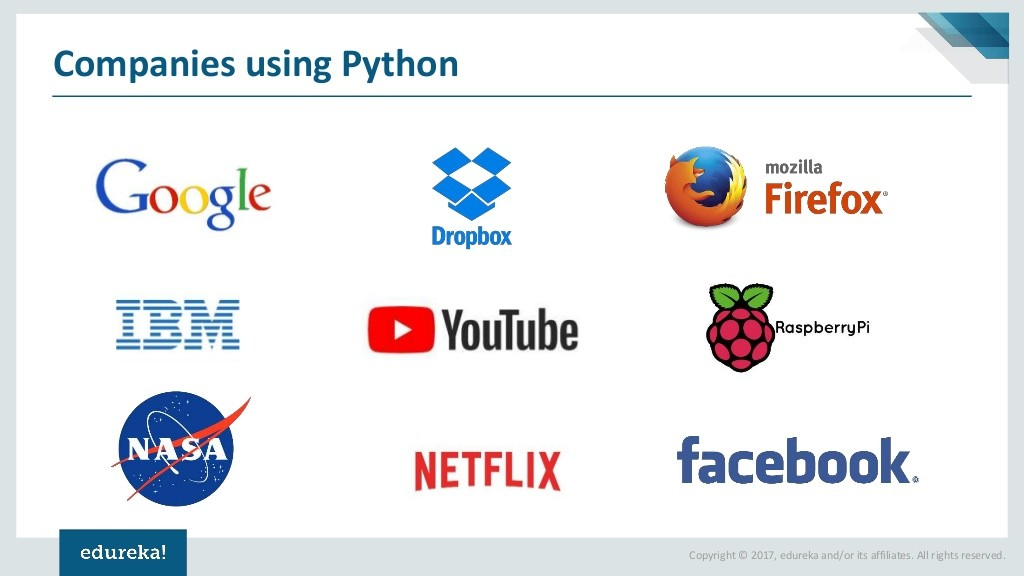 Companies using Python
Google
Dropbox
mozilla
Firefox®
IBM
YouTube
RaspberryPi
NASA
NETFLIX
facebook®
edureka!
Copyright © 2017, edureka and/or its affiliates. All rights reserved.